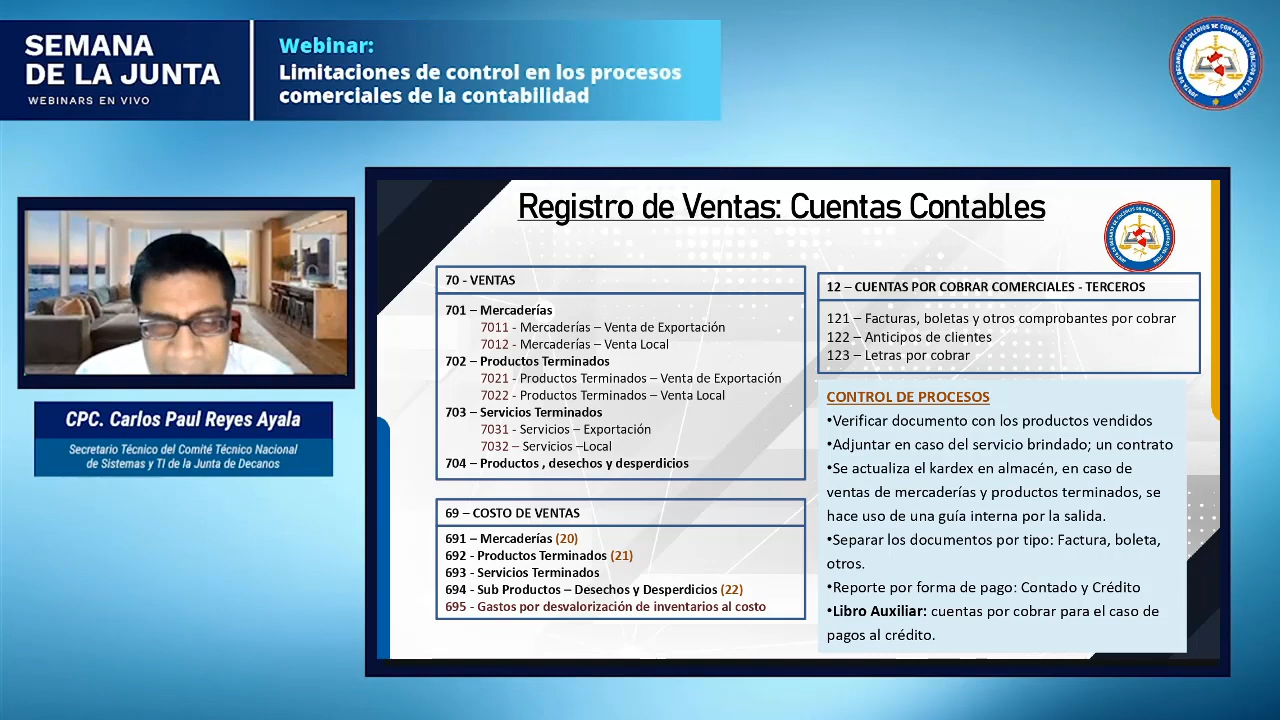 SEMANA
DE LA JUNTA
WEBINARS EN VIVO
Webinar:
Limitaciones de control en los procesos
comerciales de la contabilidad
JUNTA DE DECANOS DE COLEGIOS DE CONTADORES PÚBLICOS DEL PERÚ
CPC. Carlos Paul Reyes Ayala
Secretario Técnico del Comité Técnico Nacional
de Sistemas y TI de la Junta de Decanos
Registro de Ventas: Cuentas Contables
70 - VENTAS
701 – Mercaderías
7011 - Mercaderías – Venta de Exportación
7012 - Mercaderías – Venta Local
702 – Productos Terminados
7021 - Productos Terminados – Venta de Exportación
7022 - Productos Terminados – Venta Local
703 – Servicios Terminados
7031 - Servicios – Exportación
7032 – Servicios –Local
704 – Productos , desechos y desperdicios
69 – COSTO DE VENTAS
691 – Mercaderías (20)
692 - Productos Terminados (21)
693 - Servicios Terminados
694 - Sub Productos – Desechos y Desperdicios (22)
695 - Gastos por desvalorización de inventarios al costo
12 – CUENTAS POR COBRAR COMERCIALES - TERCEROS
121 – Facturas, boletas y otros comprobantes por cobrar
122 – Anticipos de clientes
123 – Letras por cobrar
CONTROL DE PROCESOS
•Verificar documento con los productos vendidos
•Adjuntar en caso del servicio brindado; un contrato
•Se actualiza el kardex en almacén, en caso de
ventas de mercaderías y productos terminados, se
hace uso de una guía interna por la salida.
•Separar los documentos por tipo: Factura, boleta,
otros.
•Reporte por forma de pago: Contado y Crédito
•Libro Auxiliar: cuentas por cobrar para el caso de
pagos al crédito.